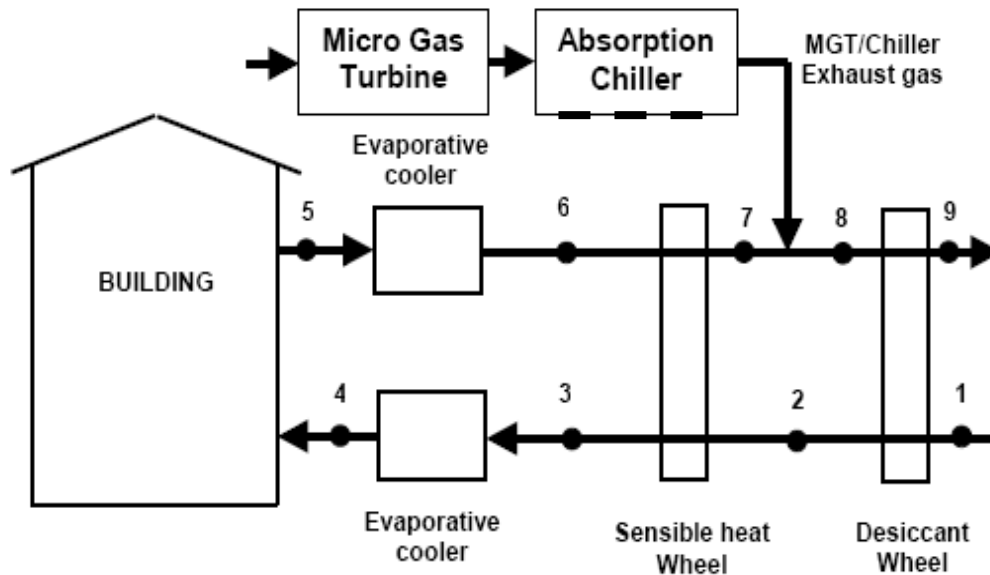 Micro Gas
Turbine
Absorption
Chiller
MGT/Chiller
Exhaust gas
Evaporative
cooler
5
6
7
8
9
BUILDING
4
3
2
1
Evaporative
cooler
Sensible heat
Wheel
Desiccant
Wheel